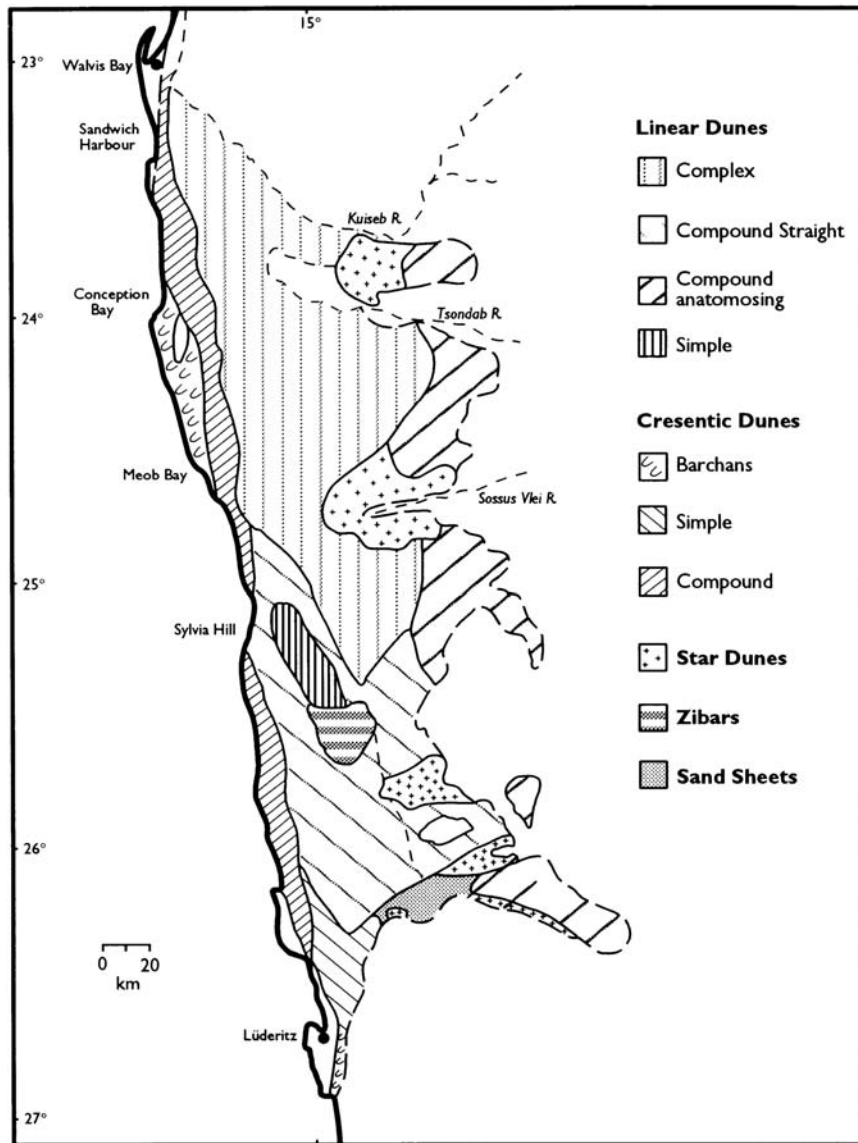 15°
23°
Walvis Bay
Sandwich
Harbour
Kuiseb R.
Conception
Bay
24°
Tsondab R.
Meob Bay
Sossus Vlei R.
25°
Sylvia Hill
26°
0 20
km
Lüderitz
27°
Linear Dunes
Complex
Compound Straight
Compound
anatomosing
Simple
Cresentic Dunes
Barchans
Simple
Compound
Star Dunes
Zibars
Sand Sheets